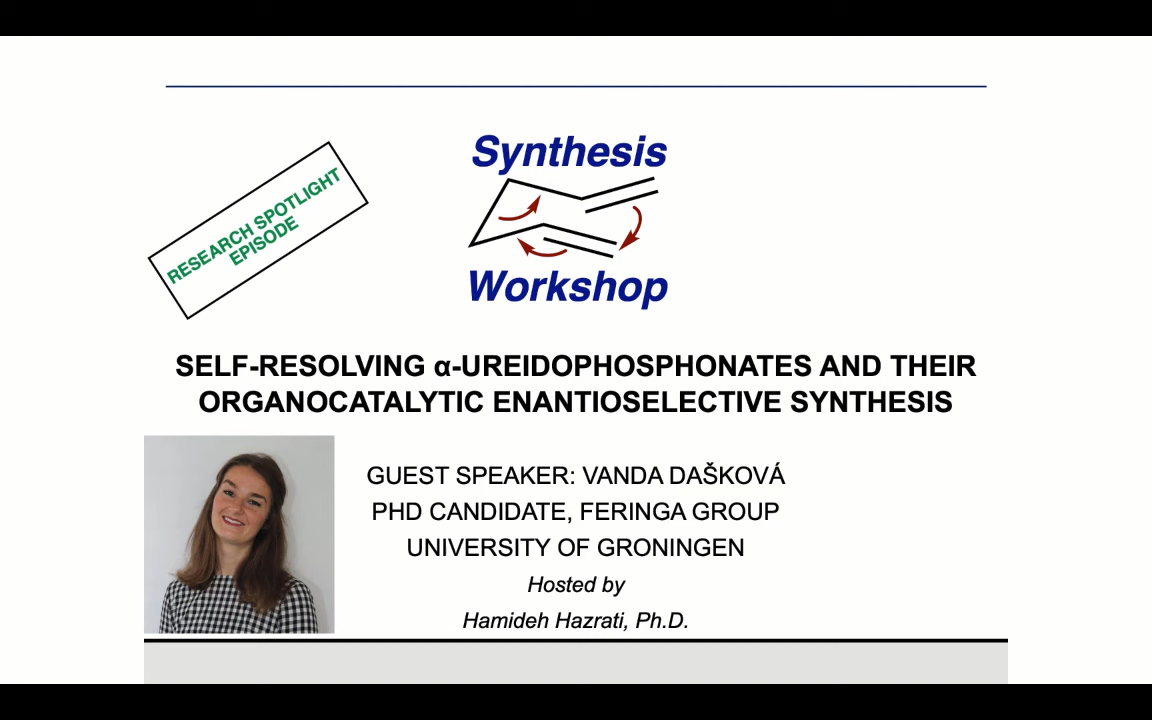 Synthesis
RESEARCH SPOTLIGHT
EPISODE
Workshop
SELF-RESOLVING α-UREIDOPHOSPHONATES AND THEIR
ORGANOCATALYTIC ENANTIOSELECTIVE SYNTHESIS
GUEST SPEAKER: VANDA DAŠKOVÁ
PHD CANDIDATE, FERINGA GROUP
UNIVERSITY OF GRONINGEN
Hosted by
Hamideh Hazrati, Ph.D.